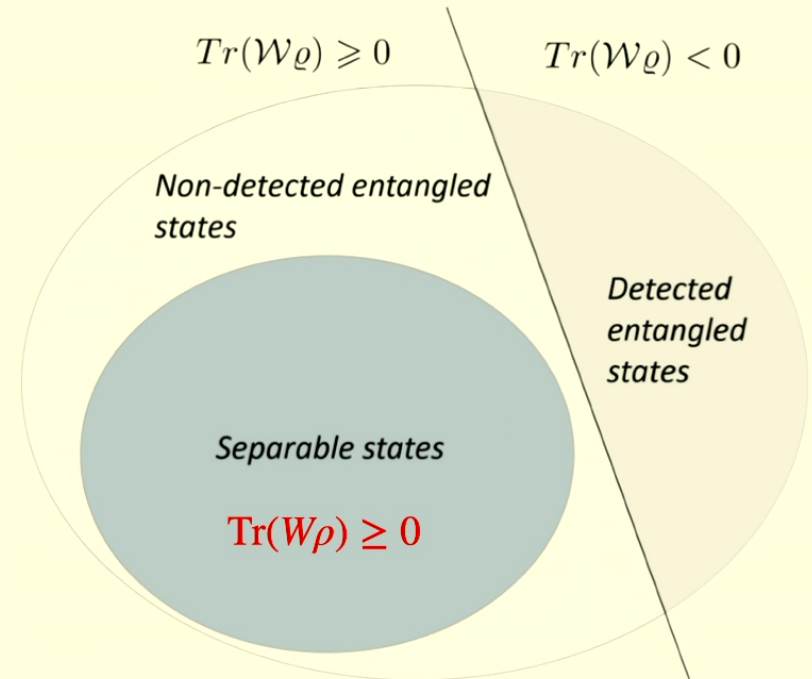 Tr(𝒲ϱ) ⩾ 0
Tr(𝒲ϱ) < 0
Non-detected entangled
states
Detected
entangled
states
Separable states
Tr(Wρ) ≥ 0